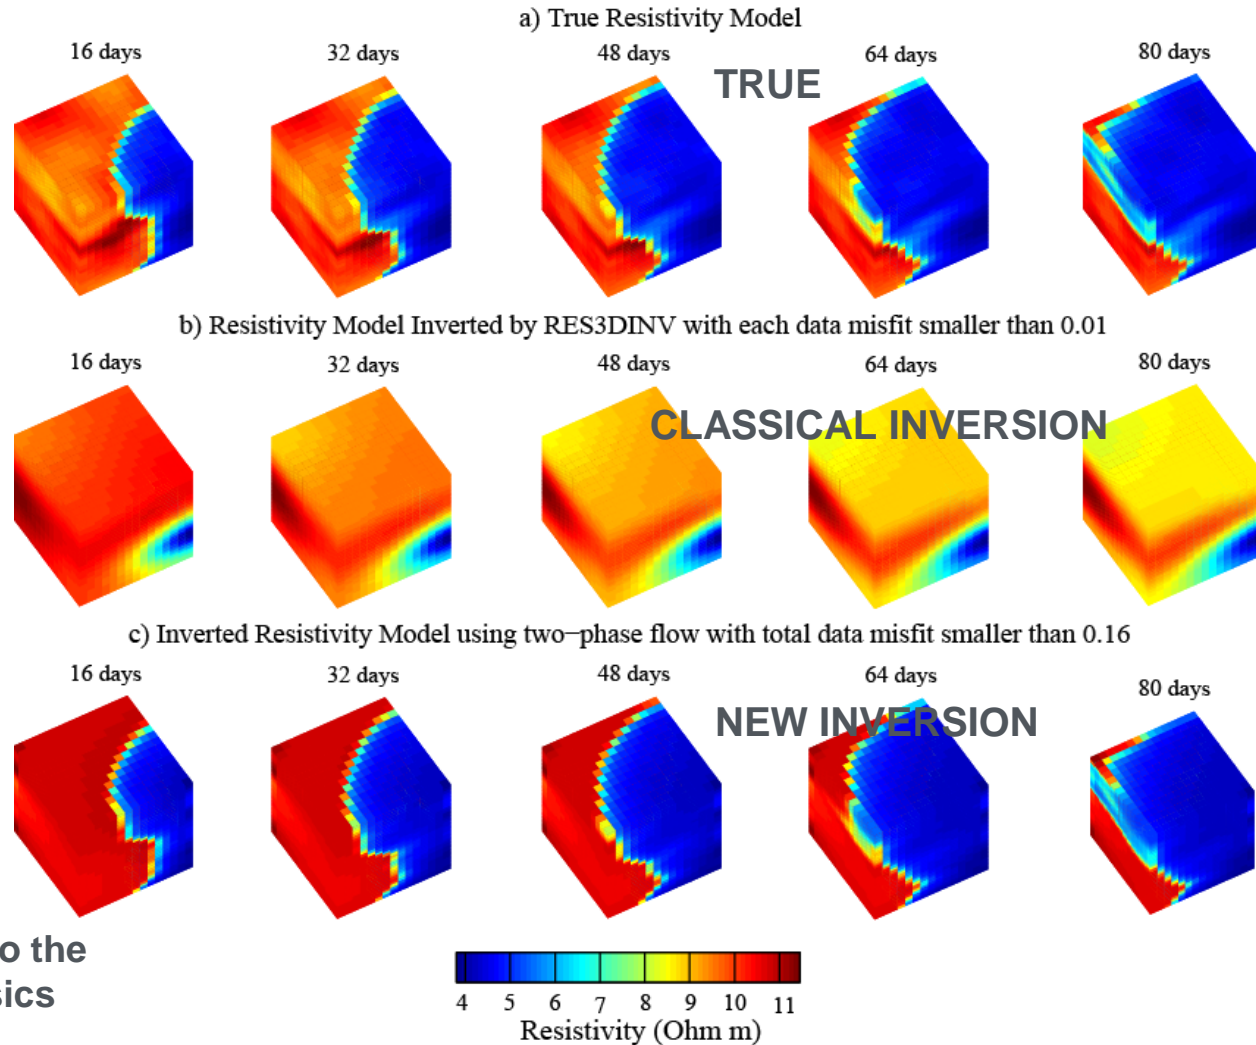 a) True Resistivity Model
16 days 32 days 48 days 64 days 80 days
TRUE
b) Resistivity Model Inverted by RES3DINV with each data misfit smaller than 0.01
16 days 32 days 48 days 64 days 80 days
CLASSICAL INVERSION
c) Inverted Resistivity Model using two−phase flow with total data misfit smaller than 0.16
16 days 32 days 48 days 64 days 80 days
NEW INVERSION
o the
sics
4 5 6 7 8 9 10 11
Resistivity (Ohm m)